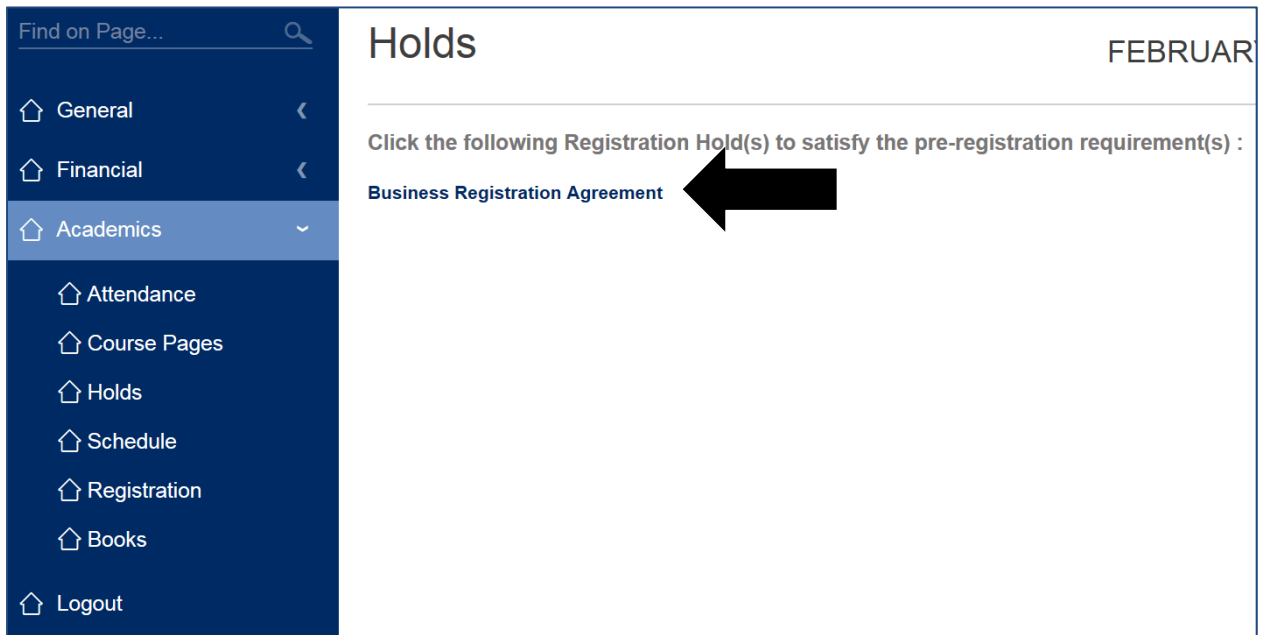 Find on Page...
General
Financial
Academics
Attendance
Course Pages
Holds
Schedule
Registration
Books
Logout
Holds
FEBRUARY
Click the following Registration Hold(s) to satisfy the pre-registration requirement(s) :
Business Registration Agreement